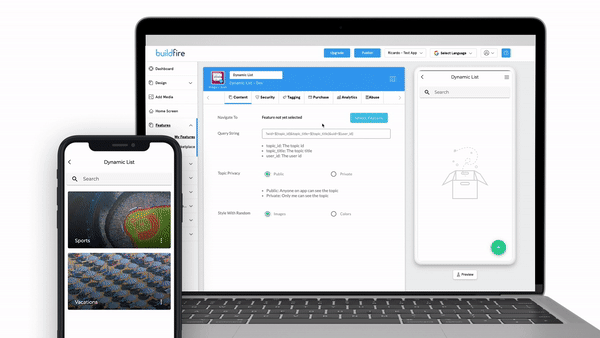 buildfire
Upgrade
Publish
Ricardo - Test App
Select Language
Dashboard
Design
Add Media
Home Screen
Features
My Features
Dynamic List
Dynamic List
Content
Security
Tagging
Purchase
Analytics
Navigate To
Feature not yet selected
Query String
topic_id: The topic id
topic_title: The topic title
user_id: The user id
Topic Privacy
Public
Private
Public: Anyone on app can see the topic
Private: Only me can see the topic
Style With Random
Images
Colors
Dynamic List
Search
Preview
Dynamic List
Search
Sports
Vacations